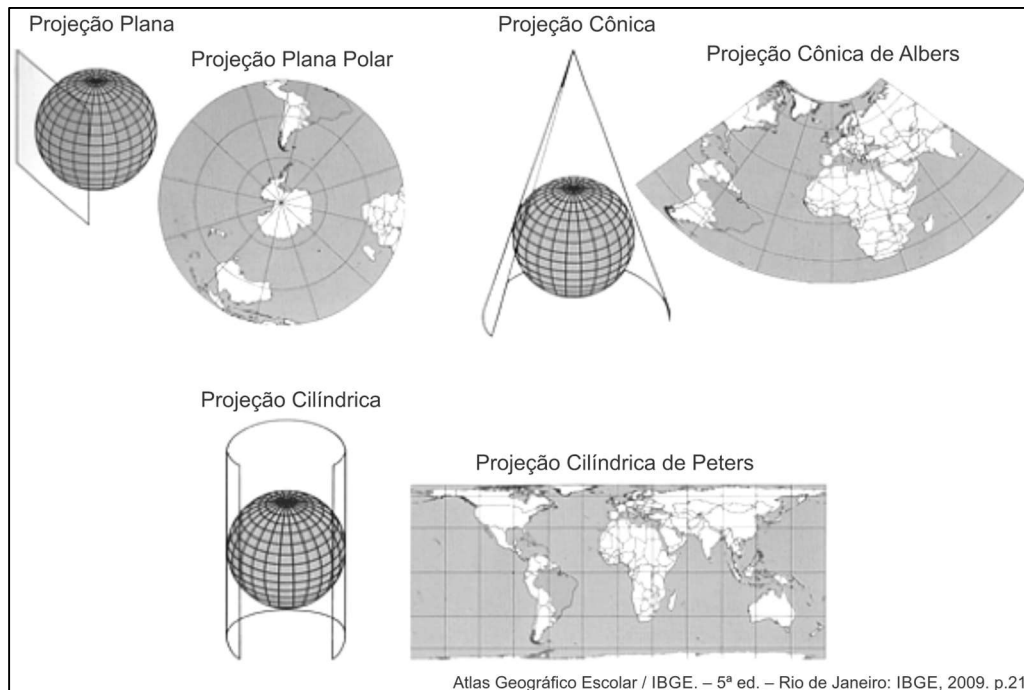 Projeção Plana
Projeção Plana Polar
Projeção Cônica
Projeção Cônica de Albers
Projeção Cilíndrica
Projeção Cilíndrica de Peters
Atlas Geográfico Escolar / IBGE. – 5ª ed. – Rio de Janeiro: IBGE, 2009. p.21